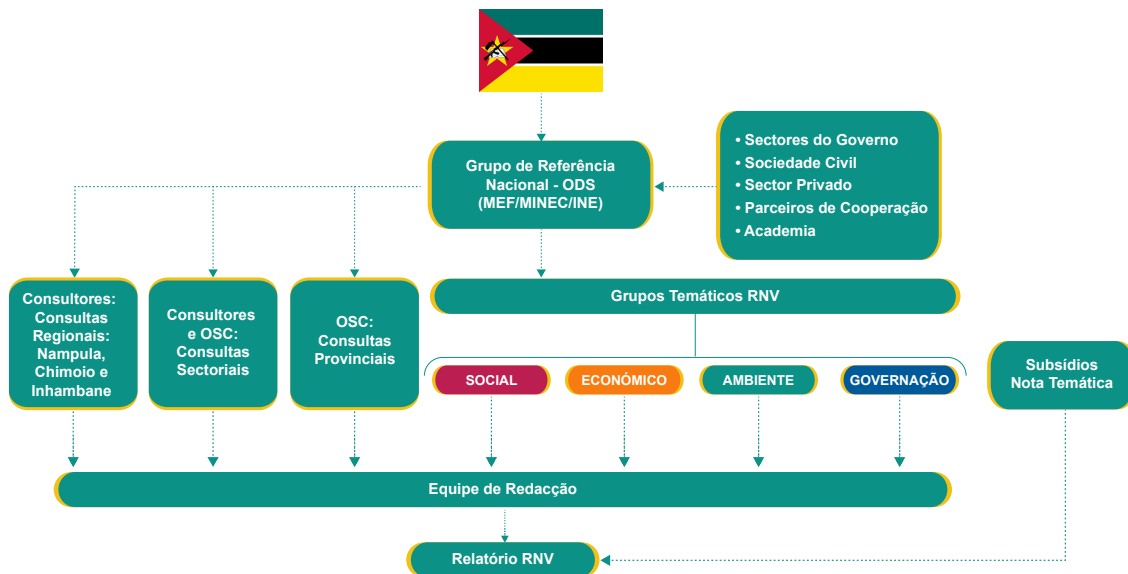 Grupo de Referência
Nacional - ODS
(MEF/MINEC/INE)
• Sectores do Governo
• Sociedade Civil
• Sector Privado
• Parceiros de Cooperação
• Academia
Consultores:
Consultas
Regionais:
Nampula,
Chimoio e
Inhambane
Consultores
e OSC:
Consultas
Sectoriais
OSC:
Consultas
Provinciais
Grupos Temáticos RNV
SOCIAL
ECONÓMICO
AMBIENTE
GOVERNAÇÃO
Subsídios
Nota Temática
Equipe de Redacção
Relatório RNV